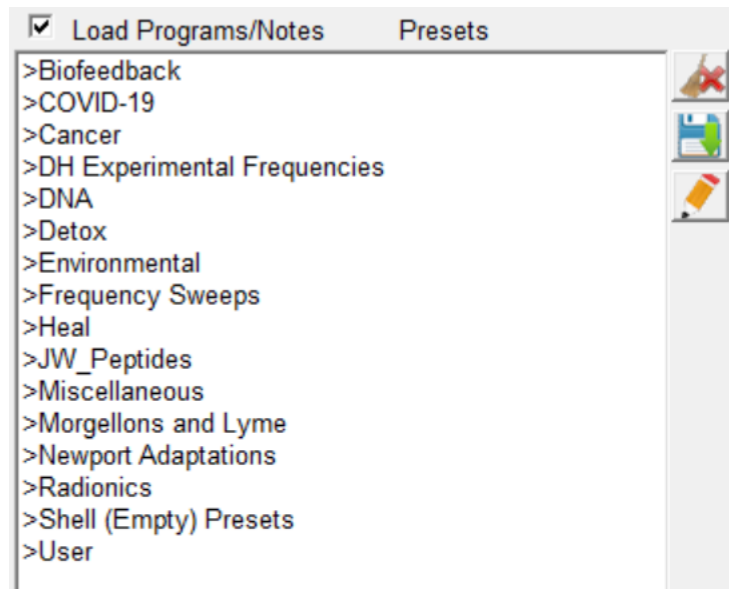 Load Programs/Notes Presets
>Biofeedback
>COVID-19
>Cancer
>DH Experimental Frequencies
>DNA
>Detox
>Environmental
>Frequency Sweeps
>Heal
>JW_Peptides
>Miscellaneous
>Morgellons and Lyme
>Newport Adaptations
>Radionics
>Shell (Empty) Presets
>User